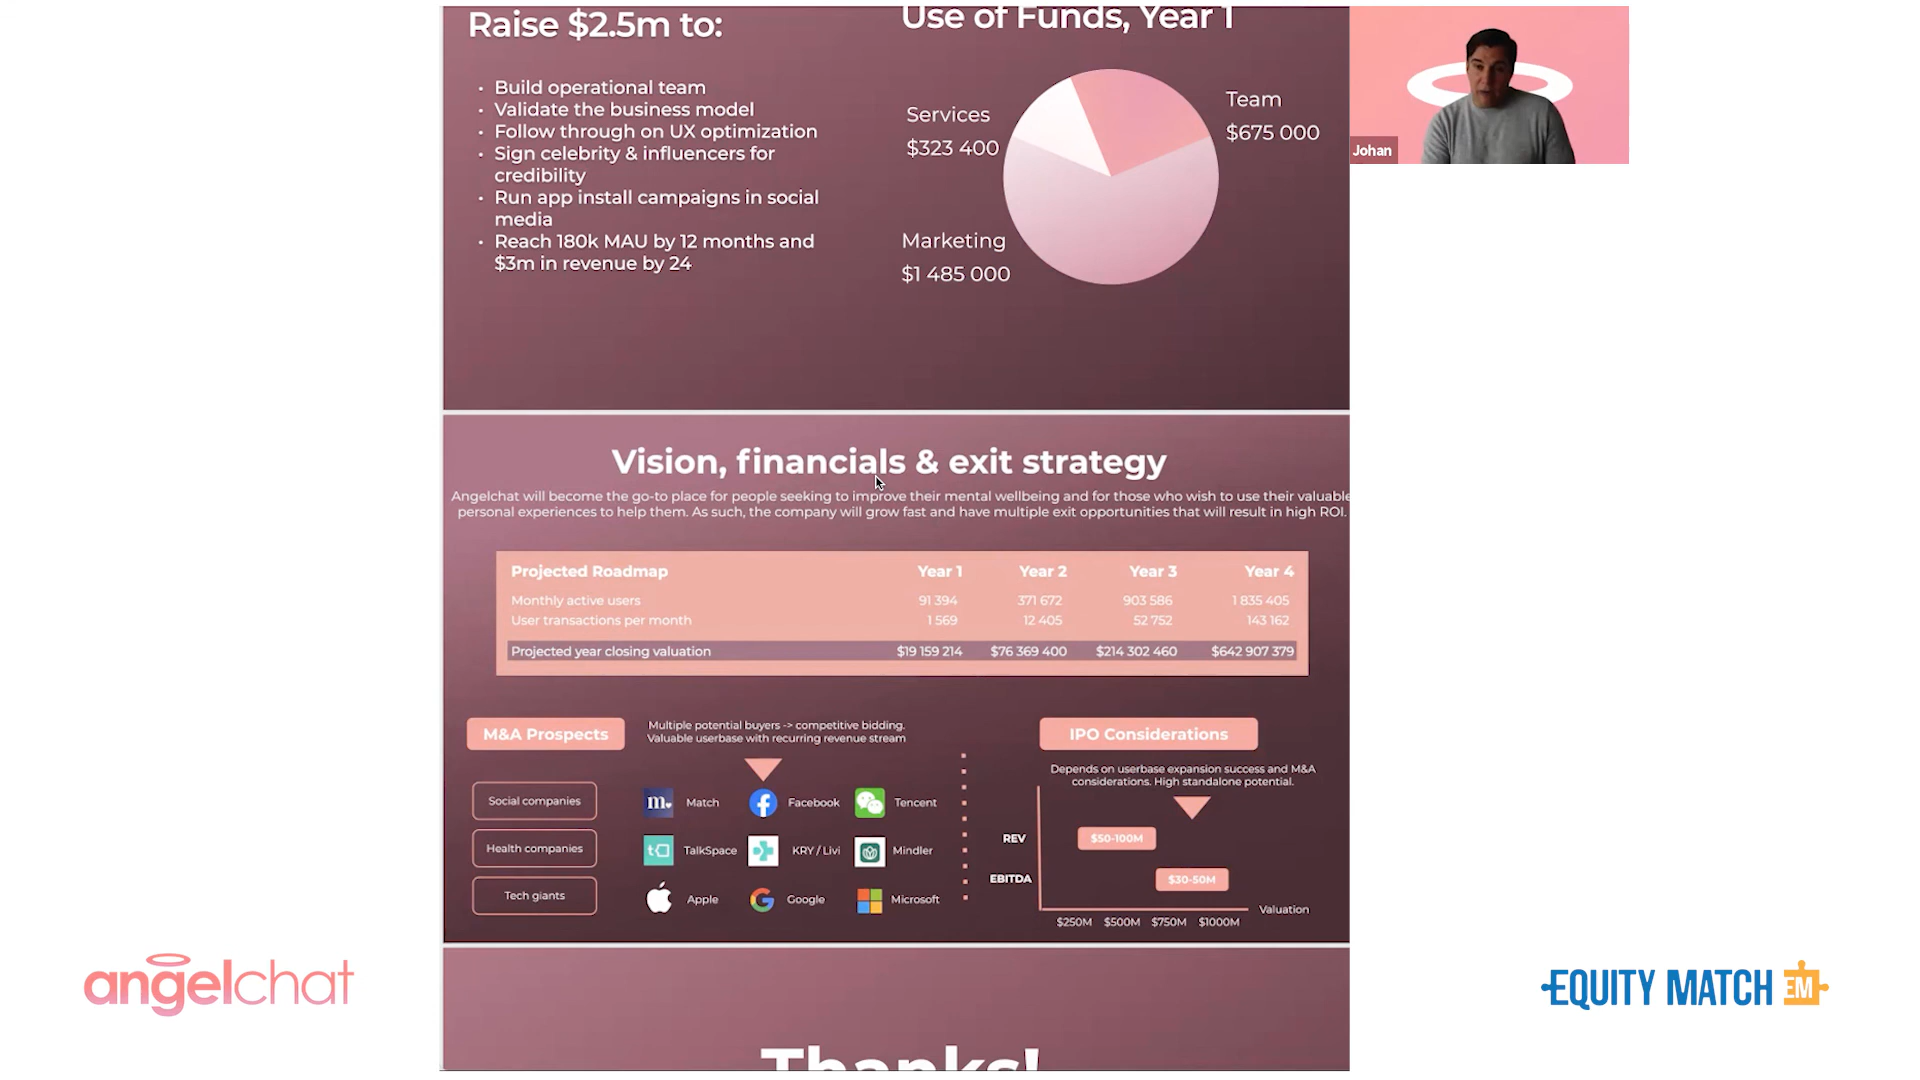 Raise $2.5m to:
• Build operational team
• Validate the business model
• Follow through on UX optimization
• Sign celebrity & influencers for
credibility
• Run app install campaigns in social
media
• Reach 180k MAU by 12 months and
$3m in revenue by 24
Use of Funds, Year 1
Services
$323 400
Team
$675 000
Marketing
$1 485 000
Johan
Vision, financials & exit strategy
Angelchat will become the go-to place for people seeking to improve their mental wellbeing and for those who wish to use their valuable
personal experiences to help them. As such, the company will grow fast and have multiple exit opportunities that will result in high ROI.
Projected Roadmap Year 1 Year 2 Year 3 Year 4
Monthly active users 91 394 371 672 903 586 1 835 405
User transactions per month 1 569 12 405 52 752 143 162
Projected year closing valuation $19 159 214 $76 369 400 $214 302 460 $642 907 379
M&A Prospects
Multiple potential buyers -> competitive bidding.
Valuable userbase with recurring revenue stream
Social companies
m. Match Facebook Tencent
Health companies
t TalkSpace KRY / Livi Mindler
Tech giants
Apple Google Microsoft
IPO Considerations
Depends on userbase expansion success and M&A
considerations. High standalone potential.
REV $50-100M
EBITDA $30-50M
Valuation
$250M $500M $750M $1000M
Thanks!
angelchat
EQUITY MATCH EM